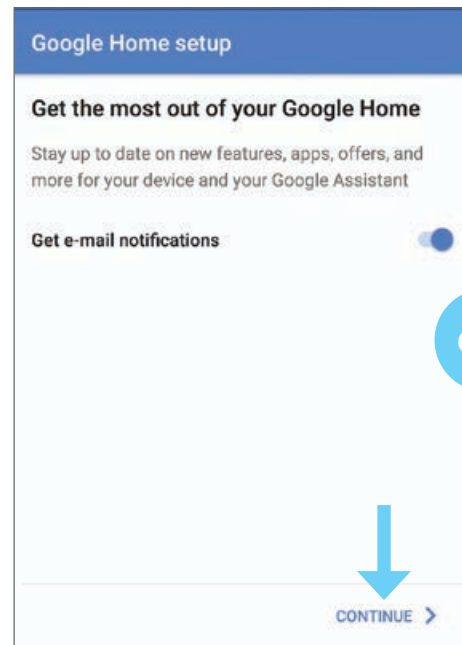 Google Home setup
Get the most out of your Google Home
Stay up to date on new features, apps, offers, and
more for your device and your Google Assistant
Get e-mail notifications
CONTINUE